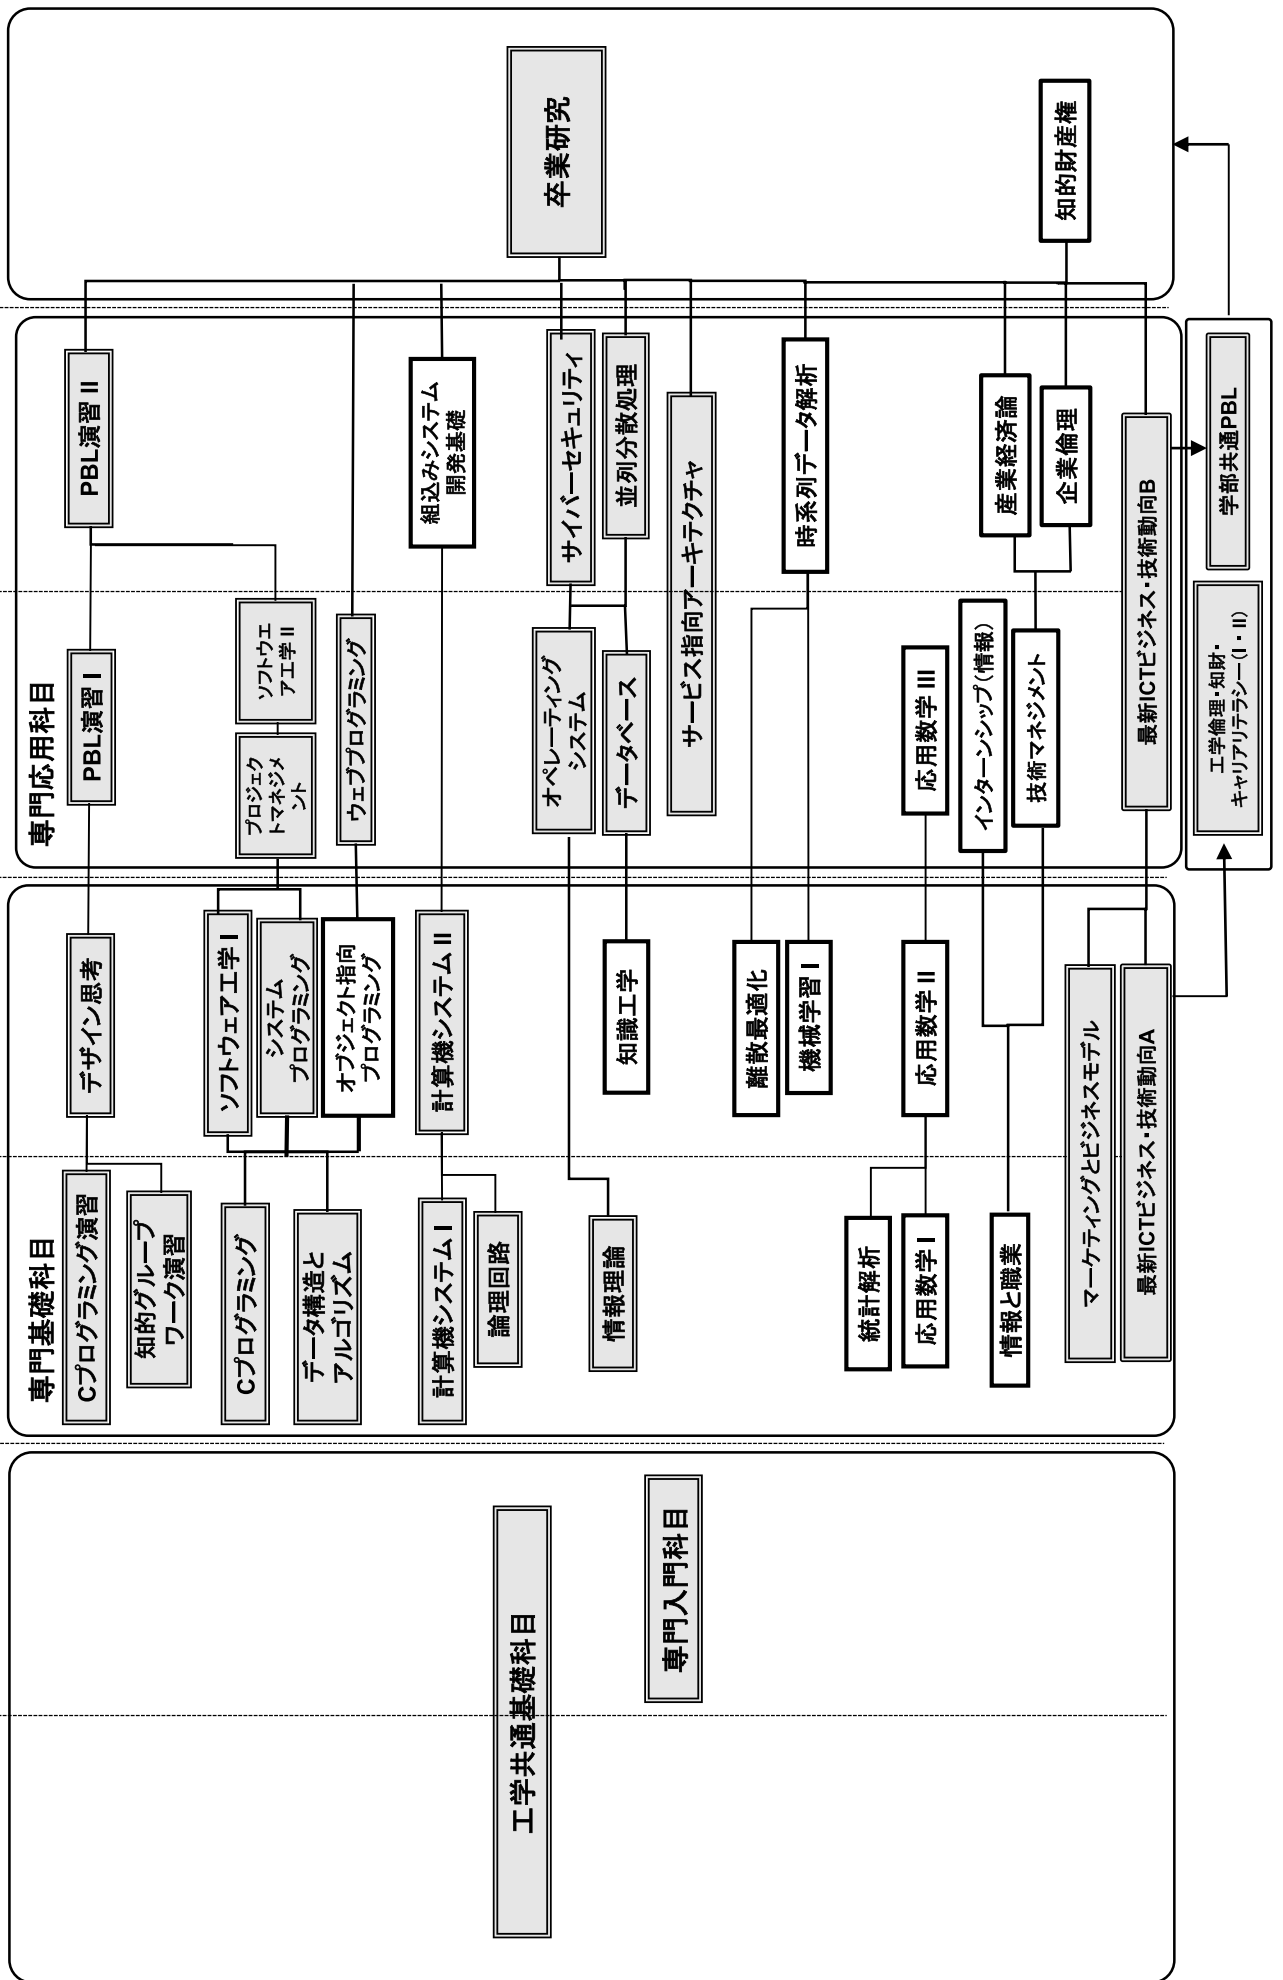 工学共通基礎科目
専門入門科目
専門基礎科目
Cプログラミング演習
知的グループ
ワーク演習
Cプログラミング
データ構造と
アルゴリズム
計算機システム I
論理回路
情報理論
統計解析
応用数学 I
情報と職業
マーケティングとビジネスモデル
最新ICTビジネス・技術動向A
デザイン思考
ソフトウェア工学 I
システム
プログラミング
オブジェクト指向
プログラミング
計算機システム II
知識工学
離散最適化
機械学習 I
応用数学 II
専門応用科目
PBL演習 I
プロジェク
トマネジメ
ント
ソフトウエ
ア工学 II
ウェブプログラミング
オペレーティング
システム
データベース
サービス指向アーキテクチャ
応用数学 III
インターンシップ(情報)
技術マネジメント
最新ICTビジネス・技術動向B
工学倫理・知財・
キャリアリテラシー(I・II)
PBL演習 II
組込みシステム
開発基礎
サイバーセキュリティ
並列分散処理
時系列データ解析
産業経済論
企業倫理
学部共通PBL
卒業研究
知的財産権